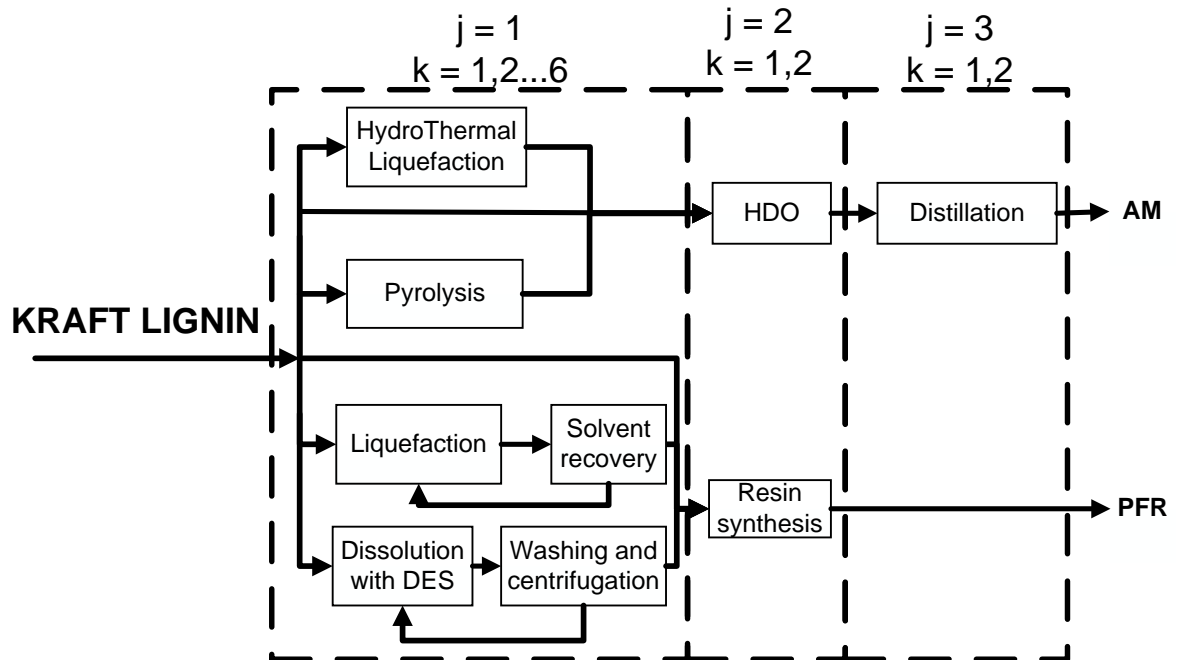 j = 1
k = 1,2...6
j = 2
k = 1,2
j = 3
k = 1,2
HydroThermal
Liquefaction
HDO
Distillation
AM
Pyrolysis
KRAFT LIGNIN
Liquefaction
Solvent
recovery
Resin
synthesis
PFR
Dissolution
with DES
Washing and
centrifugation